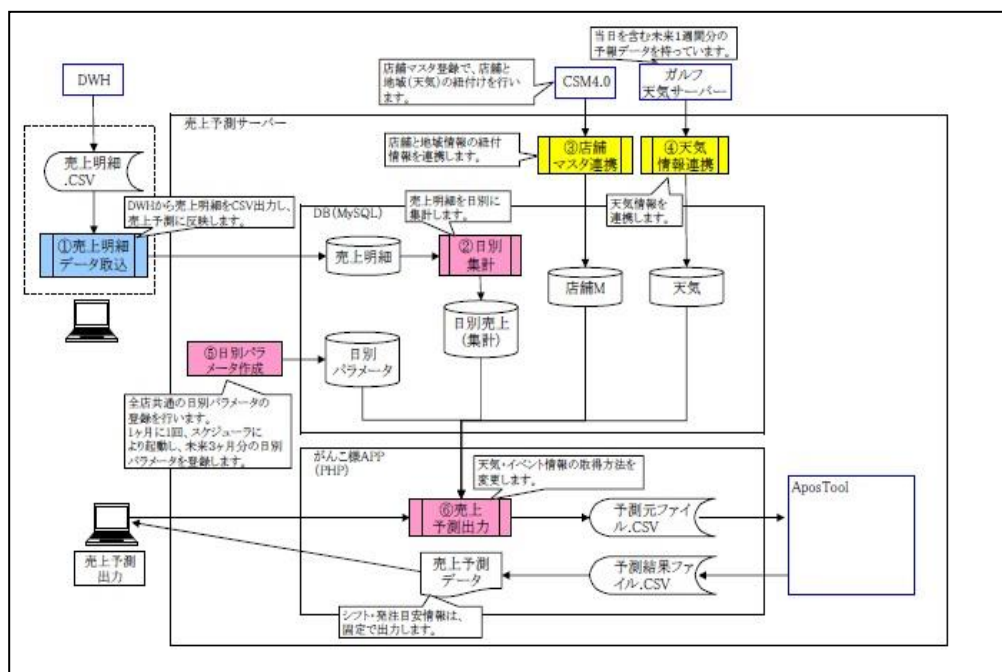 当日を含む未来1週間分の
予報データを持っています。
店舗マスタ登録で、店舗と
地域(天気)の紐付けを行い
ます。
DWH
CSM4.0
ガルフ
天気サーバー
売上予測サーバー
店舗と地域情報の紐付
情報を連携します。
③店舗
マスタ連携
④天気
情報連携
売上明細
.CSV
DWHから売上明細をCSV出力し、
売上予測に反映します。
売上明細を日別に
集計します。
天気情報を
連携します。
DB(MySQL)
①売上明細
データ取込
売上明細
②日別
集計
店舗M
天気
日別売上
(集計)
⑤日別パラ
メータ作成
日別
パラメータ
全店共通の日別パラメータの
登録を行います。
1ヶ月に1回、スケジューラに
より起動し、未来3ヶ月分の日別
パラメータを登録します。
がんこ様APP
(PHP)
天気・イベント情報の取得方法を
変更します。
AposTool
⑥売上
予測出力
予測元ファイ
ル.CSV
売上予測
出力
売上予測
データ
予測結果ファ
イル.CSV
シフト・発注目安情報は、
固定で出力します。